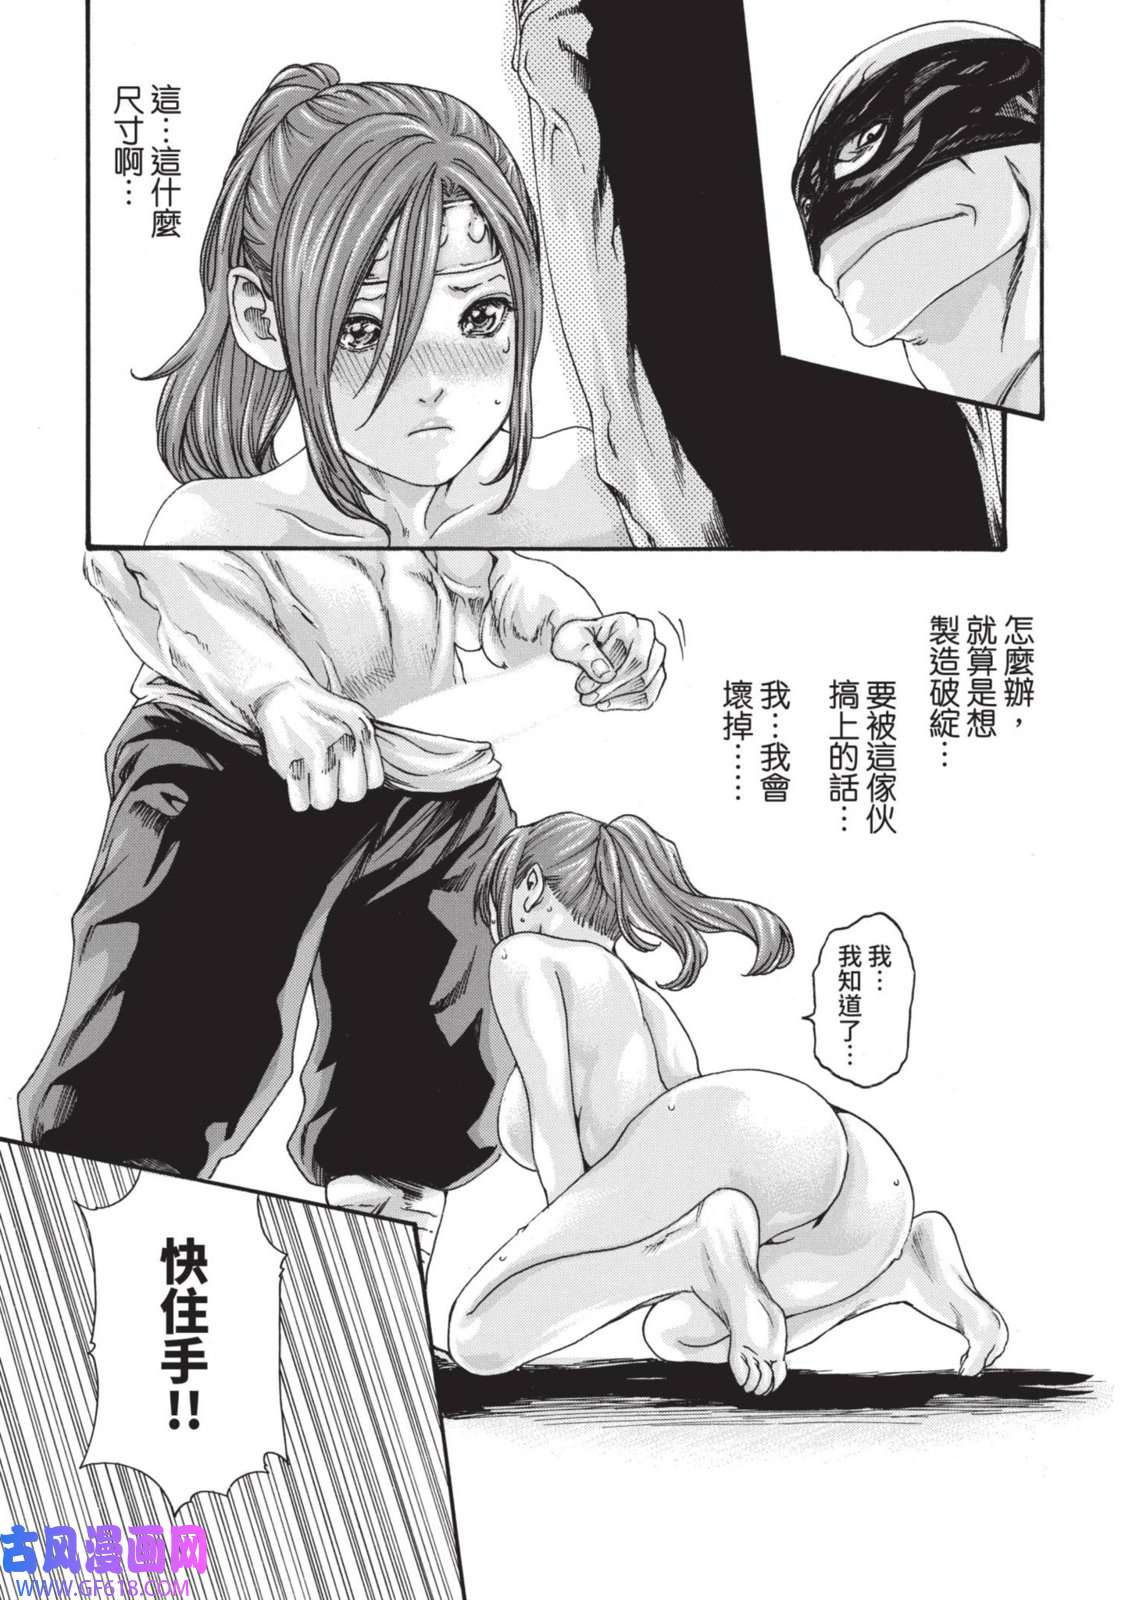 這…這什麼
尺寸啊…
怎麼辦，
就算是想
製造破綻…
要被這傢伙
搞上的話…
我…我會
壞掉……
我…
我知道了…
快住手!!
古风漫画网
WWW.GF618.COM